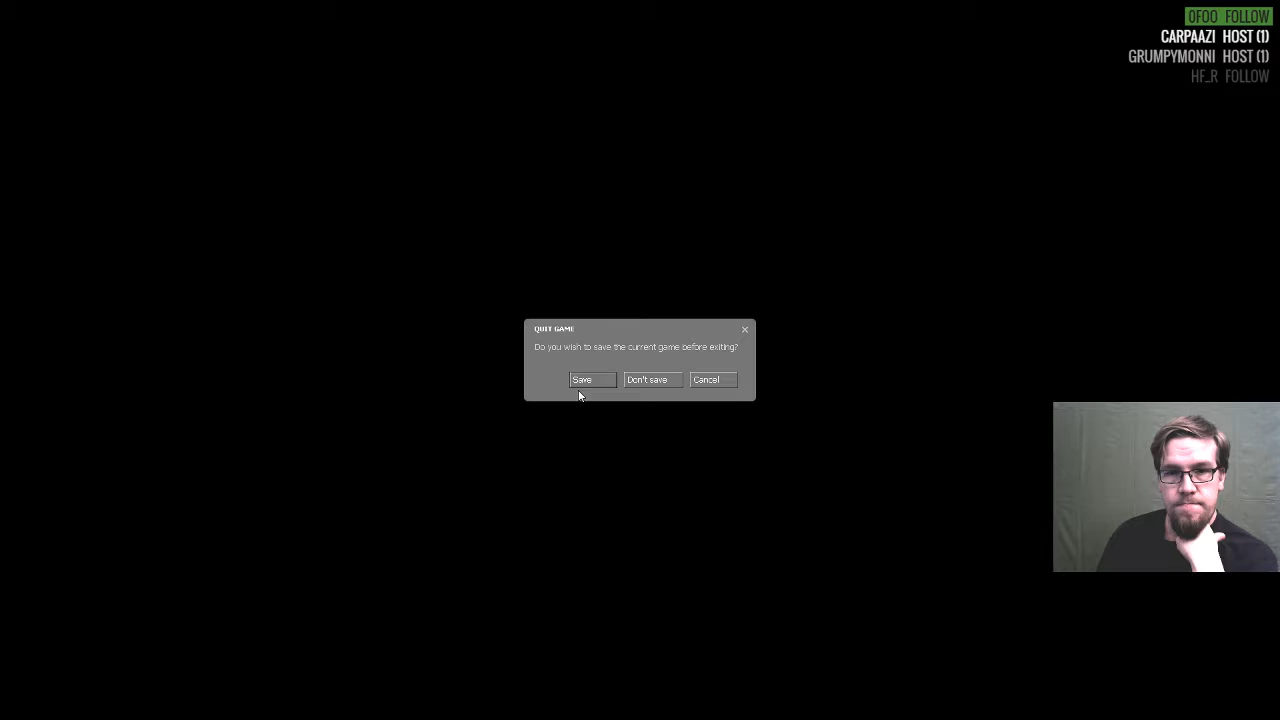 OFOO FOLLOW
CARPAAZI HOST (1)
GRUMPYMONNI HOST (1)
HF_R FOLLOW
QUIT GAME
Do you wish to save the current game before exiting?
Save Don't save Cancel